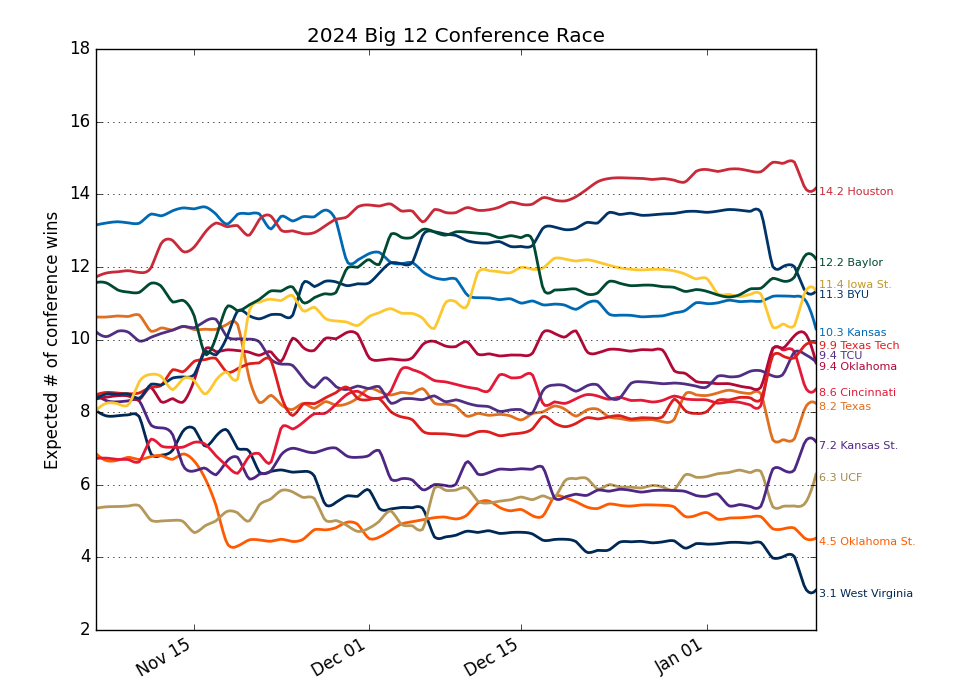 2024 Big 12 Conference Race
Expected # of conference wins
18
16
14
12
10
8
6
4
2
14.2 Houston
12.2 Baylor
11.4 Iowa St.
11.3 BYU
10.3 Kansas
9.9 Texas Tech
9.4 TCU
9.4 Oklahoma
8.6 Cincinnati
8.2 Texas
7.2 Kansas St.
6.3 UCF
4.5 Oklahoma St.
3.1 West Virginia
Nov 15
Dec 01
Dec 15
Jan 01